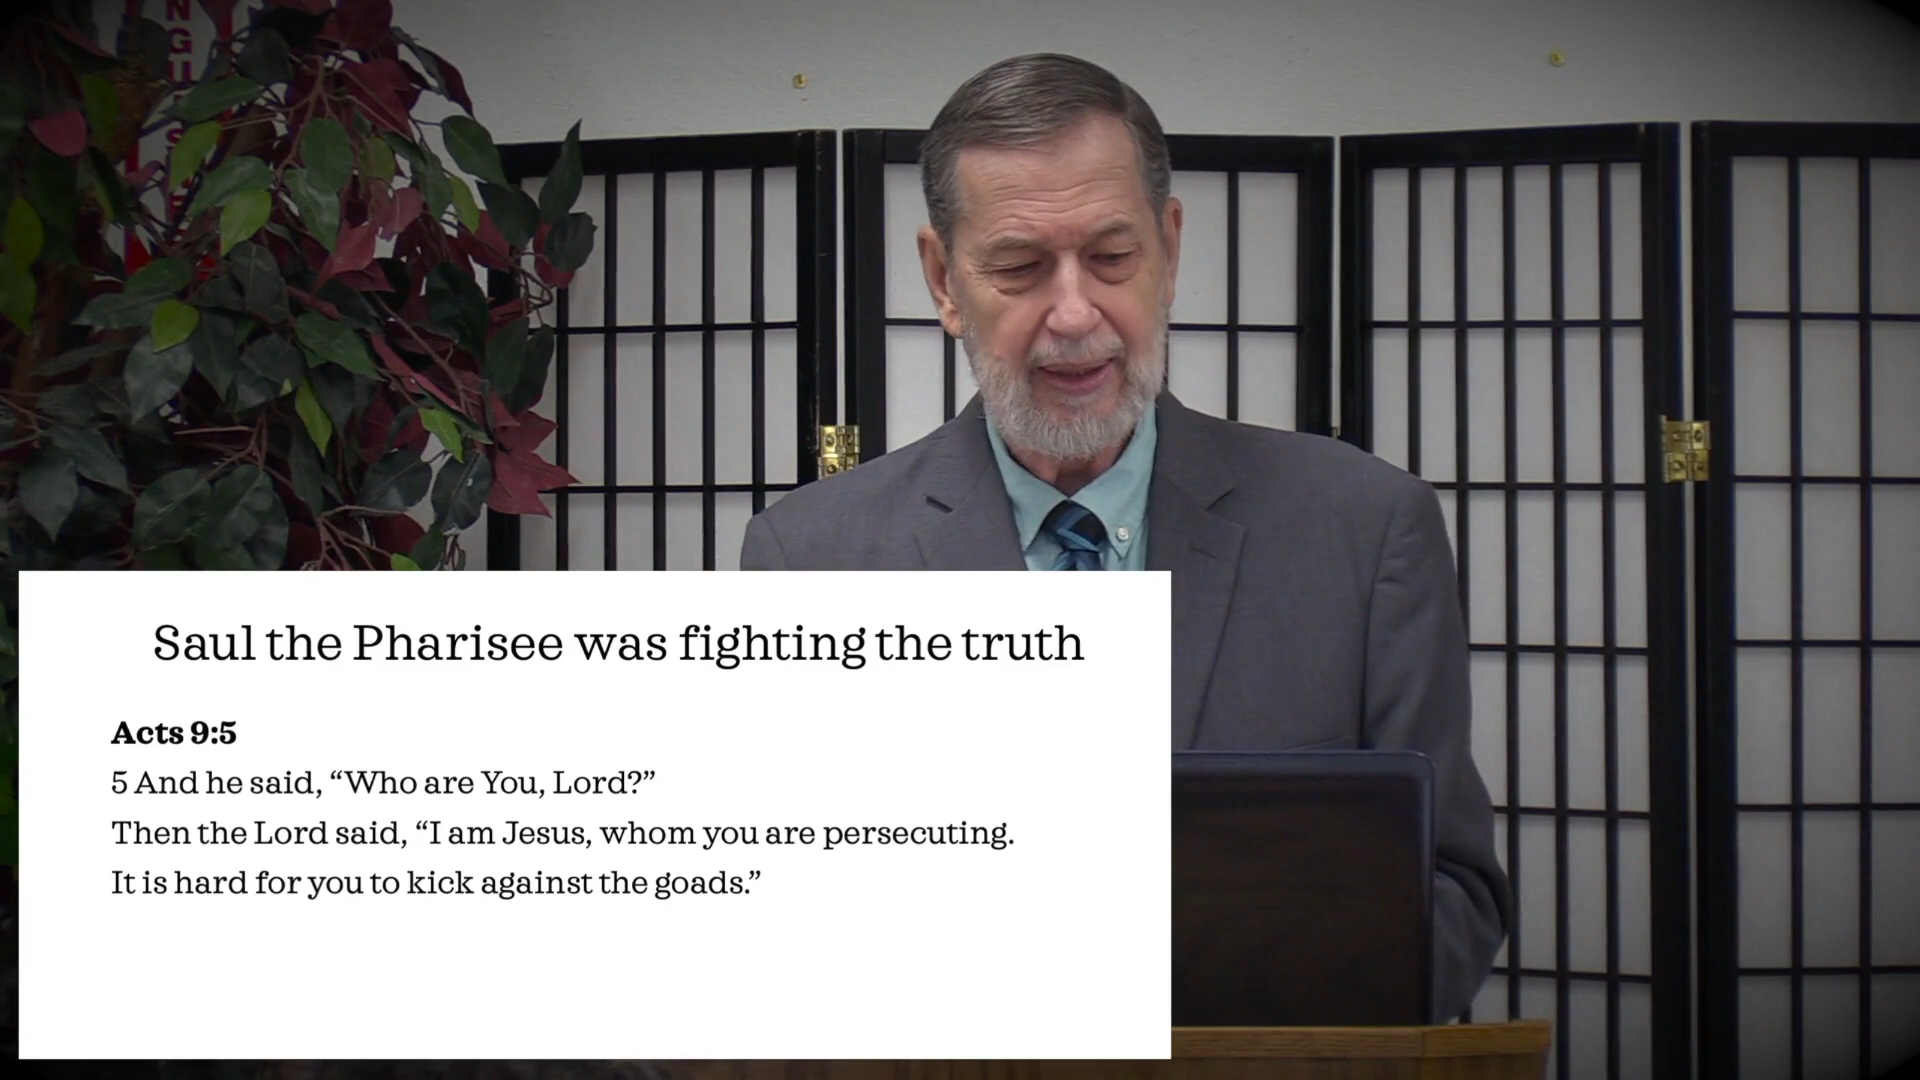 Saul the Pharisee was fighting the truth
Acts 9:5
5 And he said, “Who are You, Lord?”
Then the Lord said, “I am Jesus, whom you are persecuting.
It is hard for you to kick against the goads.”